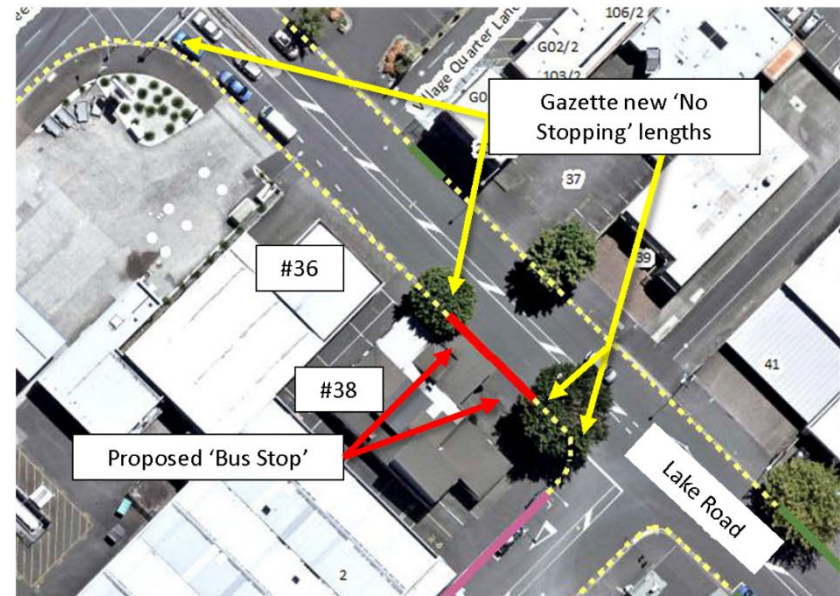 106/2
Village Quarter Lane
G02/2
103/2
Gazette new ‘No
Stopping’ lengths
37
#36
39
41
#38
Proposed ‘Bus Stop’
Lake Road
2